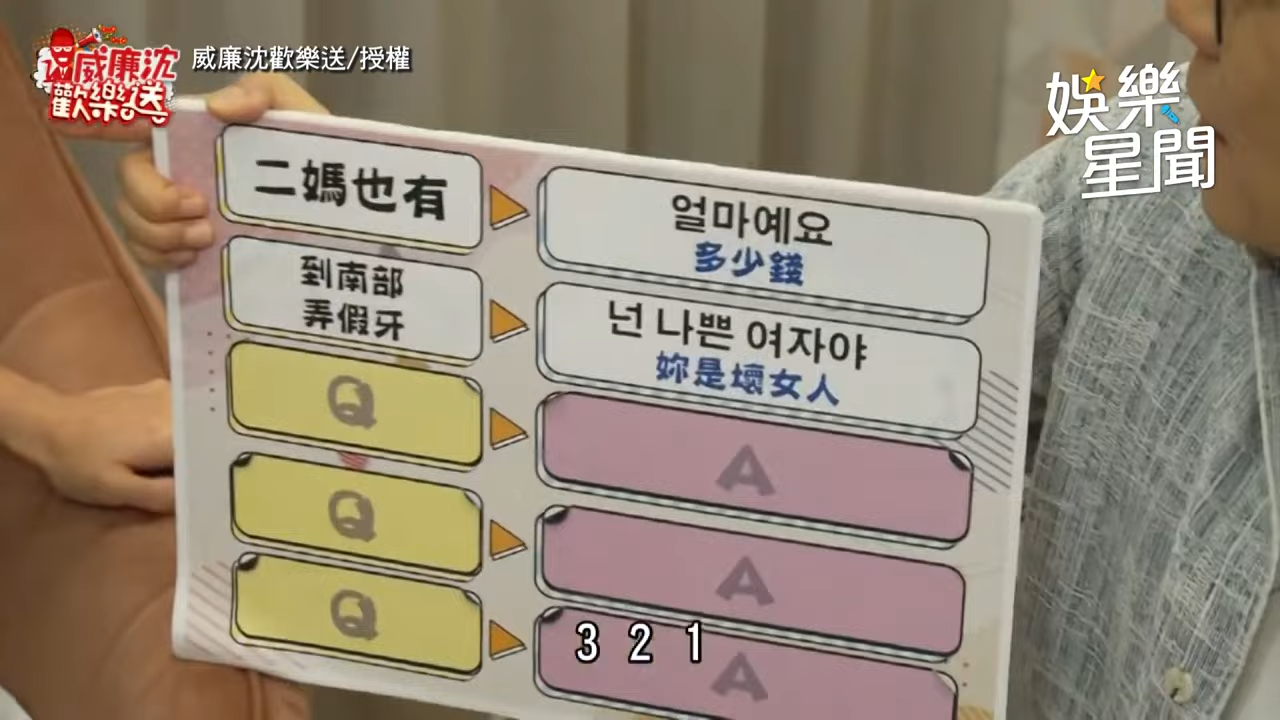 威廉沈
歡樂送
威廉沈歡樂送/授權
娛樂
星聞
二媽也有
얼마예요
多少錢
到南部
弄假牙
넌 나쁜 여자야
妳是壞女人
Q
A
Q
A
Q
A
3 2 1